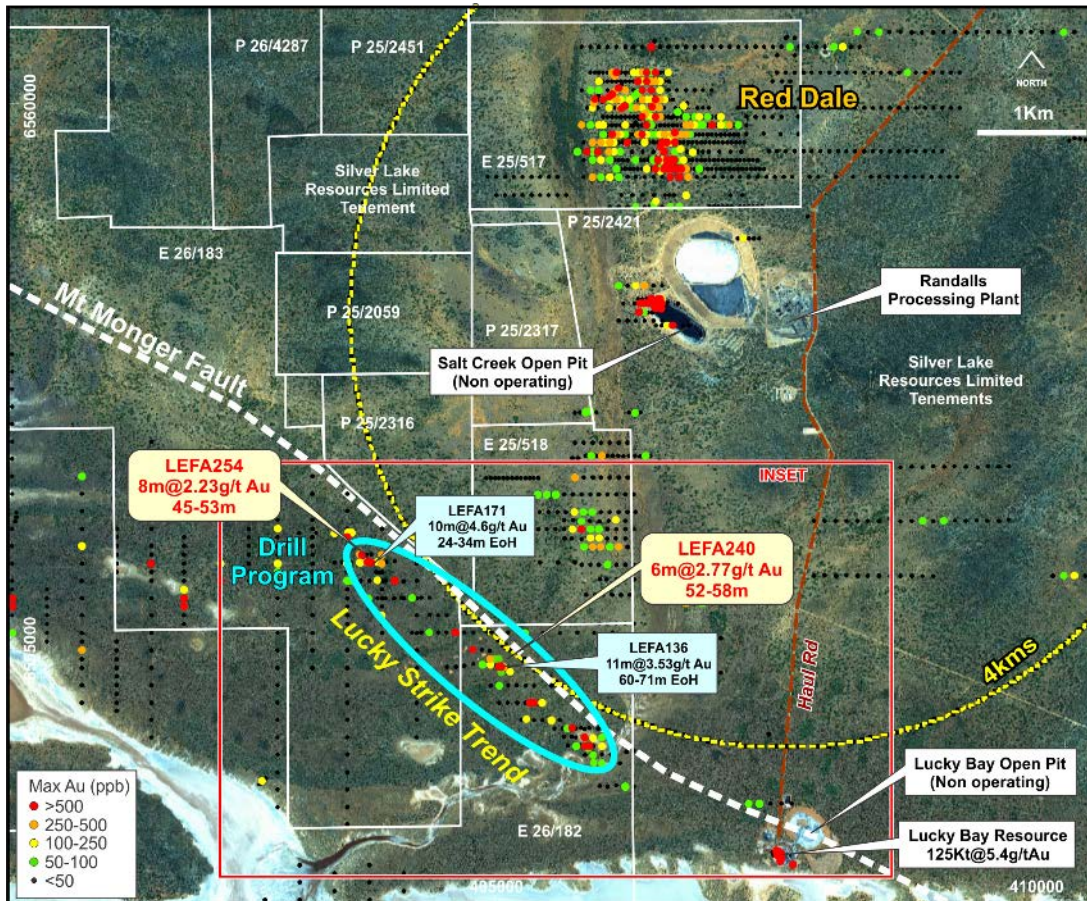 P 26/4287
P 25/2451
6560000
Red Dale
NORTH
1Km
E 25/517
Silver Lake
Resources Limited
Tenement
P 25/2421
E 26/183
Randalls
Processing Plant
Mt Monger Fault
P 25/2059
P 25/2317
Salt Creek Open Pit
(Non operating)
Silver Lake
Resources Limited
Tenements
P 25/2316
E 25/518
LEFA254
8m@2.23g/t Au
45-53m
INSET
LEFA171
10m@4.6g/t Au
24-34m EoH
Drill
Program
LEFA240
6m@2.77g/t Au
52-58m
LEFA136
11m@3.53g/t Au
60-71m EoH
Lucky Strike Trend
Haul Rd
4kms
Lucky Bay Open Pit
(Non operating)
Max Au (ppb)
>500
250-500
100-250
50-100
<50
E 26/182
Lucky Bay Resource
125Kt@5.4g/tAu
405000
410000